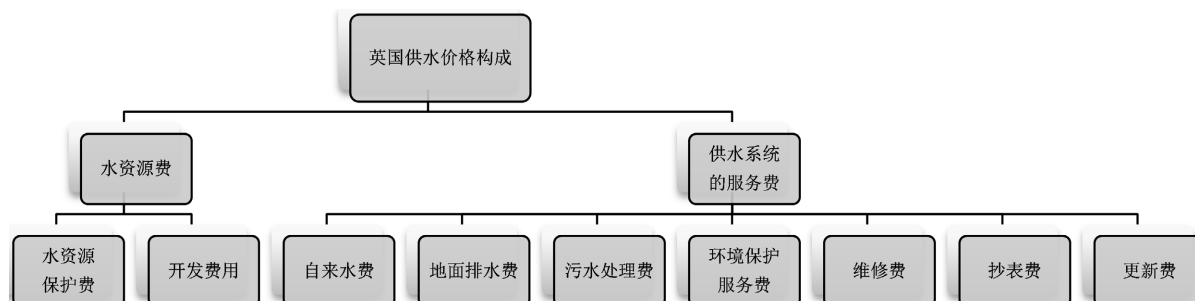 英国供水价格构成
水资源费
供水系统
的服务费
水资源
保护费
开发费用
自来水费
地面排水费
污水处理费
环境保护
服务费
维修费
抄表费
更新费